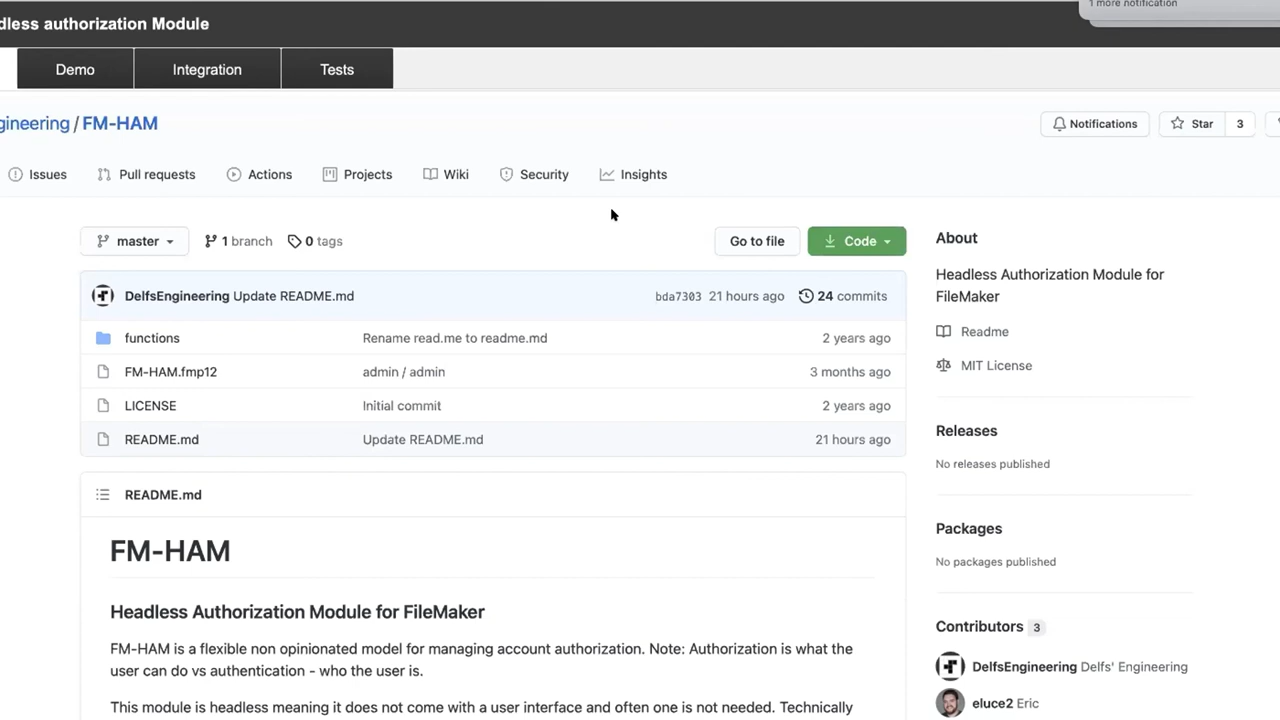 1 more notification
dless authorization Module
Demo Integration Tests
gineering / FM-HAM
Notifications Star 3
Issues Pull requests Actions Projects Wiki Security Insights
master 1 branch 0 tags Go to file Code
DelfsEngineering Update README.md bda7303 21 hours ago 24 commits
functions Rename read.me to readme.md 2 years ago
FM-HAM.fmp12 admin / admin 3 months ago
LICENSE Initial commit 2 years ago
README.md Update README.md 21 hours ago
README.md
FM-HAM
Headless Authorization Module for FileMaker
FM-HAM is a flexible non opinionated model for managing account authorization. Note: Authorization is what the
user can do vs authentication - who the user is.
This module is headless meaning it does not come with a user interface and often one is not needed. Technically
About
Headless Authorization Module for
FileMaker
Readme
MIT License
Releases
No releases published
Packages
No packages published
Contributors 3
DelfsEngineering Delfs' Engineering
eluce2 Eric